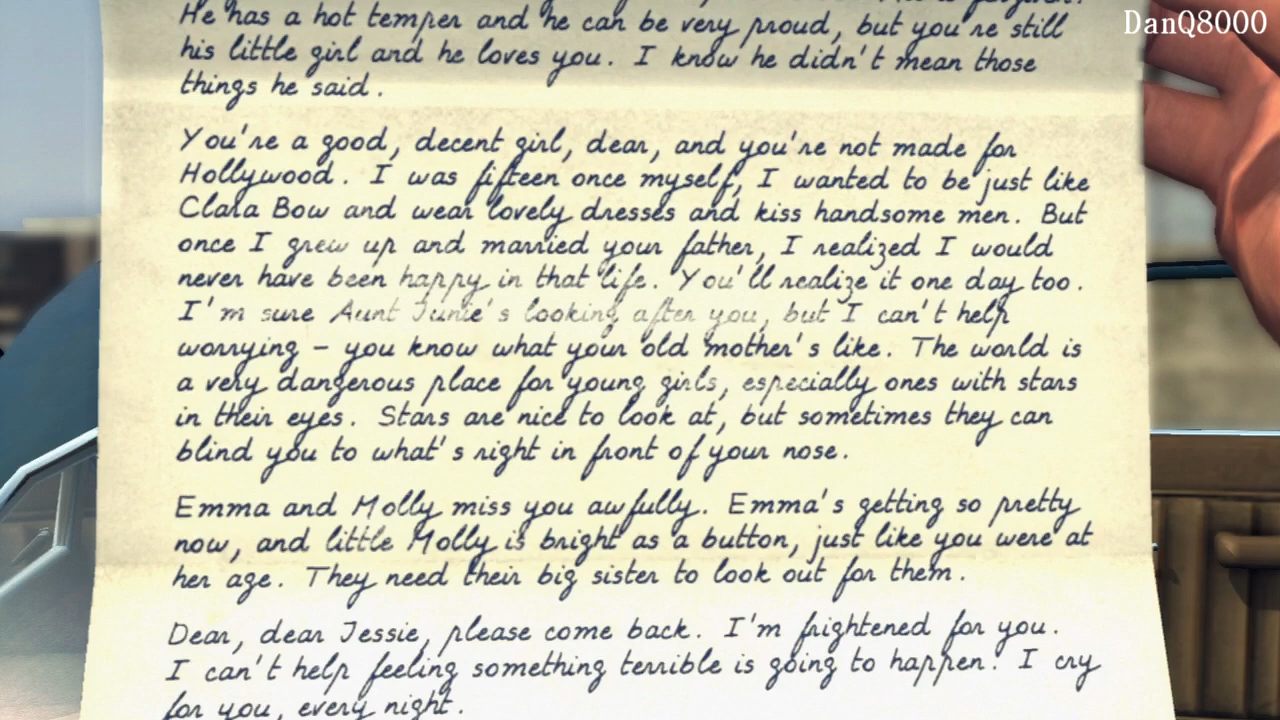 DanQ8000
He has a hot temper and he can be very proud, but you're still
his little girl and he loves you. I know he didn't mean those
things he said.
You're a good, decent girl, dear, and you're not made for
Hollywood. I was fifteen once myself, I wanted to be just like
Clara Bow and wear lovely dresses and kiss handsome men. But
once I grew up and married your father, I realized I would
never have been happy in that life. You'll realize it one day too.
I'm sure Aunt Junie's looking after you, but I can't help
worrying - you know what your old mother's like. The world is
a very dangerous place for young girls, especially ones with stars
in their eyes. Stars are nice to look at, but sometimes they can
blind you to what's right in front of your nose.
Emma and Molly miss you awfully. Emma's getting so pretty
now, and little Molly is bright as a button, just like you were at
her age. They need their big sister to look out for them.
Dear, dear Jessie, please come back. I'm frightened for you.
I can't help feeling something terrible is going to happen. I cry
for you, every night.